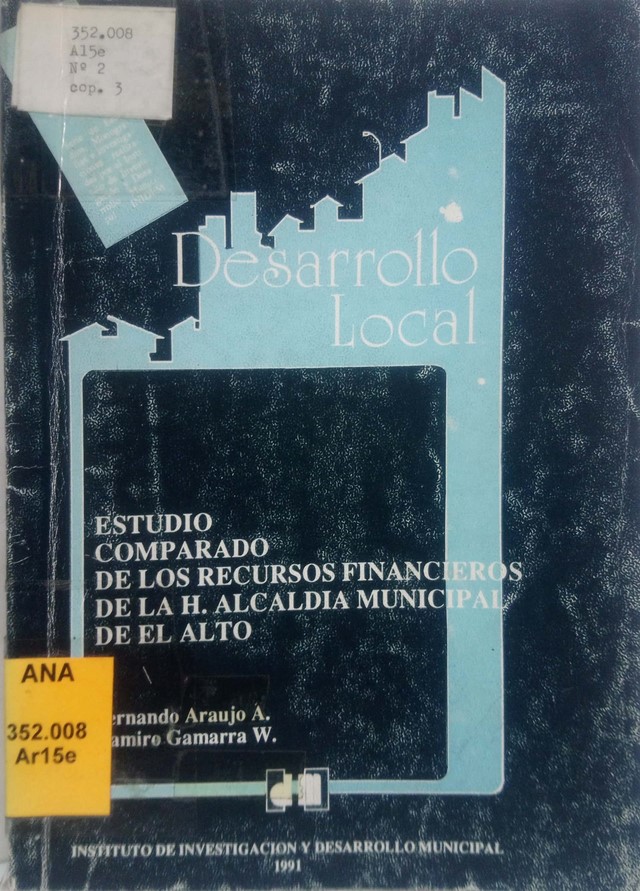 352.008
A15e
Nº 2
cop. 3
Desarrollo
Local
ESTUDIO
COMPARADO
DE LOS RECURSOS FINANCIEROS
DE LA H. ALCALDIA MUNICIPAL
DE EL ALTO
ANA
352.008
Ar15e
ernando Araujo A.
amiro Gamarra W.
INSTITUTO DE INVESTIGACION Y DESARROLLO MUNICIPAL
1991